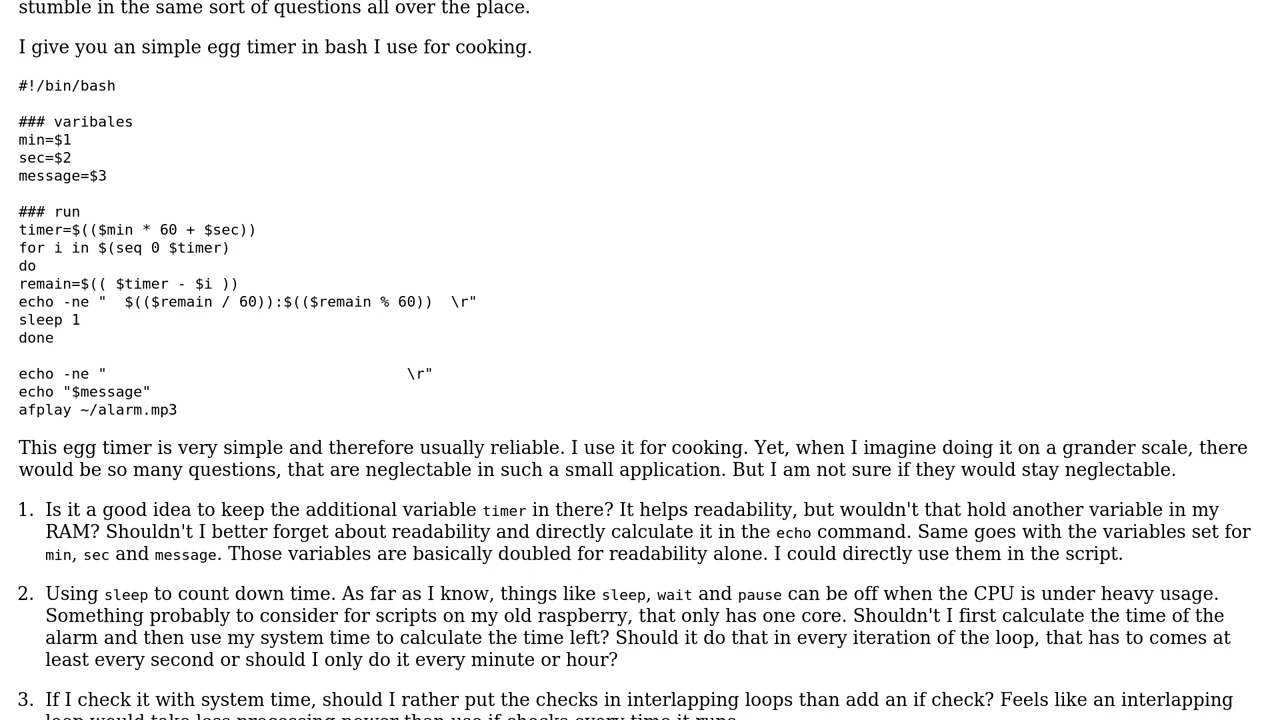 stumble in the same sort of questions all over the place.
I give you an simple egg timer in bash I use for cooking.
#!/bin/bash
### varibales
min=$1
sec=$2
message=$3
### run
timer=$(($min * 60 + $sec))
for i in $(seq 0 $timer)
do
remain=$(( $timer - $i ))
echo -ne "  $(($remain / 60)):$(($remain % 60))  \r"
sleep 1
done
echo -ne "                                  \r"
echo "$message"
afplay ~/alarm.mp3
This egg timer is very simple and therefore usually reliable. I use it for cooking. Yet, when I imagine doing it on a grander scale, there
would be so many questions, that are neglectable in such a small application. But I am not sure if they would stay neglectable.
1. Is it a good idea to keep the additional variable timer in there? It helps readability, but wouldn't that hold another variable in my
RAM? Shouldn't I better forget about readability and directly calculate it in the echo command. Same goes with the variables set for
min, sec and message. Those variables are basically doubled for readability alone. I could directly use them in the script.
2. Using sleep to count down time. As far as I know, things like sleep, wait and pause can be off when the CPU is under heavy usage.
Something probably to consider for scripts on my old raspberry, that only has one core. Shouldn't I first calculate the time of the
alarm and then use my system time to calculate the time left? Should it do that in every iteration of the loop, that has to comes at
least every second or should I only do it every minute or hour?
3. If I check it with system time, should I rather put the checks in interlapping loops than add an if check? Feels like an interlapping
loop would take less processing power then use if checks every time it runs.